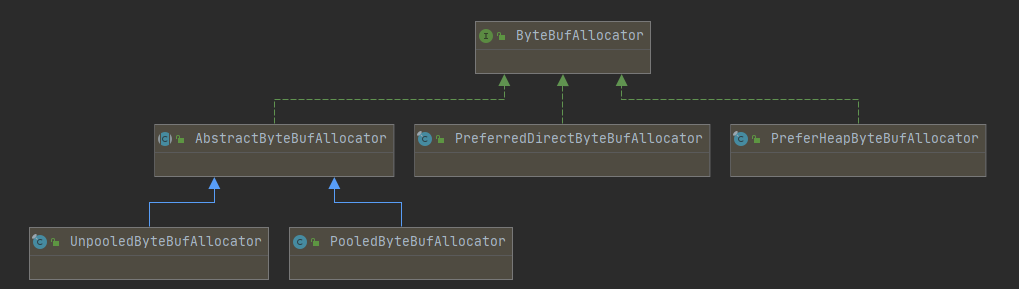 ByteBufAllocator
AbstractByteBufAllocator
PreferredDirectByteBufAllocator
PreferHeapByteBufAllocator
UnpooledByteBufAllocator
PooledByteBufAllocator